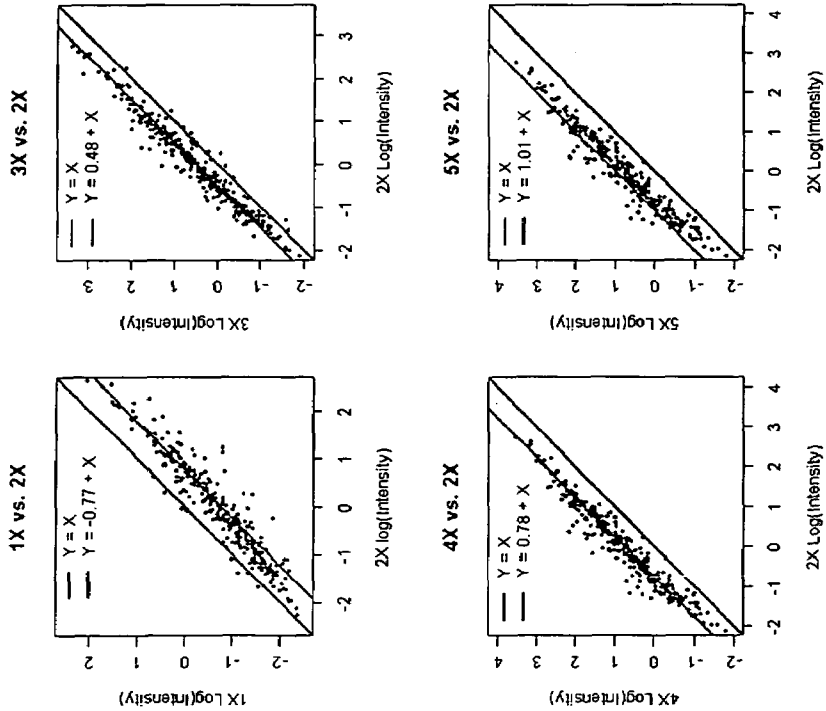 1X vs. 2X
Y = X
Y = -0.77 + X
1X Log(Intensity)
2
1
0
-1
-2
-2 -1 0 1 2
2X log(Intensity)
3X vs. 2X
Y = X
Y = 0.48 + X
3X Log(Intensity)
3
2
1
0
-1
-2
-2 -1 0 1 2 3
2X Log(Intensity)
4X vs. 2X
Y = X
Y = 0.78 + X
4X Log(Intensity)
4
3
2
1
0
-1
-2
-2 -1 0 1 2 3 4
2X Log(Intensity)
5X vs. 2X
Y = X
Y = 1.01 + X
5X Log(Intensity)
4
3
2
1
0
-1
-2
-2 -1 0 1 2 3 4
2X Log(Intensity)